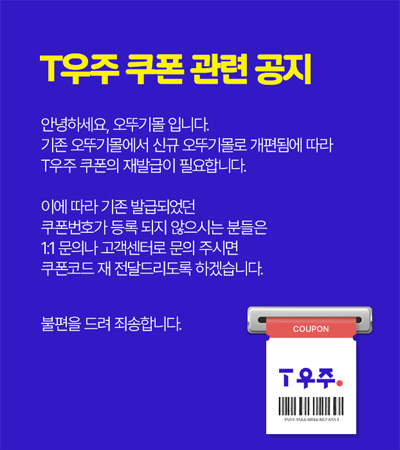 T우주 쿠폰 관련 공지
안녕하세요, 오뚜기몰 입니다.
기존 오뚜기몰에서 신규 오뚜기몰로 개편됨에 따라
T우주 쿠폰의 재발급이 필요합니다.
이에 따라 기존 발급되었던
쿠폰번호가 등록 되지 않으시는 분들은
1:1 문의나 고객센터로 문의 주시면
쿠폰코드 재 전달드리도록 하겠습니다.
불편을 드려 죄송합니다.
COUPON
T우주